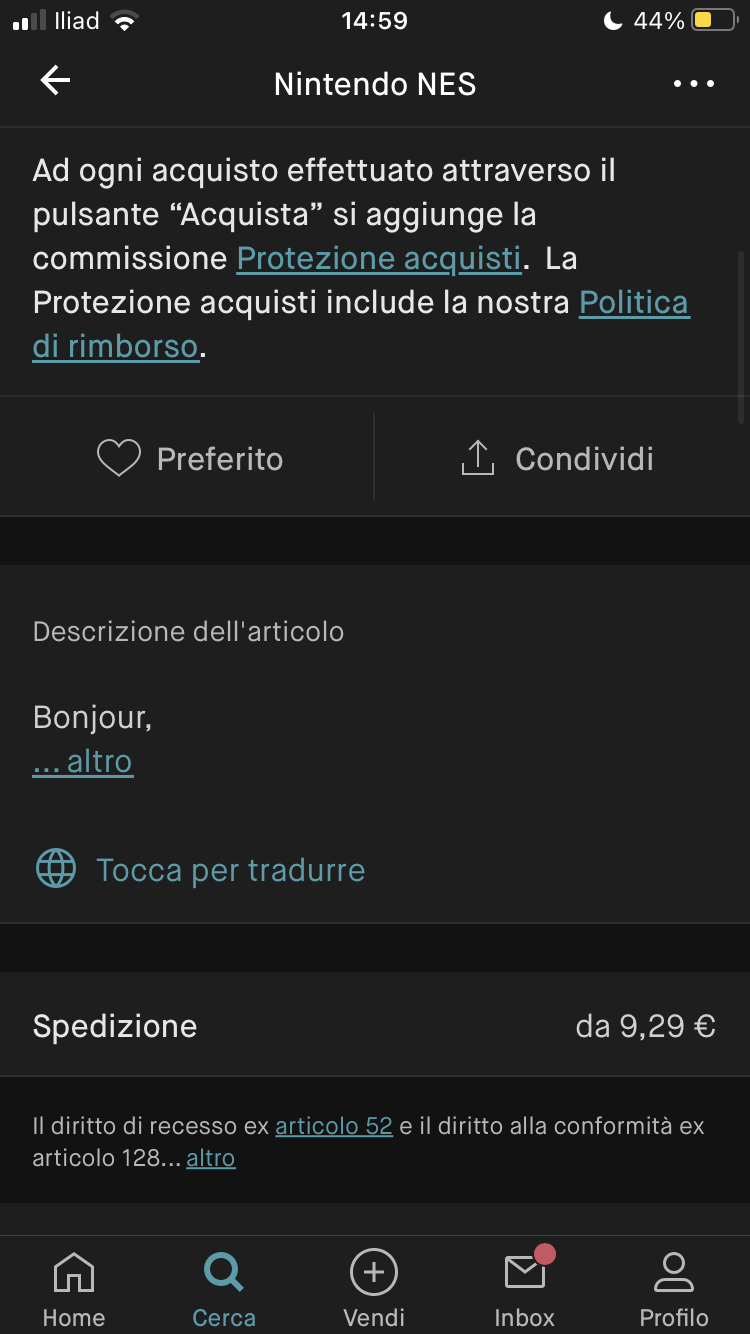 Iliad 14:59 44%
Nintendo NES
Ad ogni acquisto effettuato attraverso il
pulsante “Acquista” si aggiunge la
commissione Protezione acquisti. La
Protezione acquisti include la nostra Politica
di rimborso.
Preferito Condividi
Descrizione dell'articolo
Bonjour,
... altro
Tocca per tradurre
Spedizione da 9,29 €
Il diritto di recesso ex articolo 52 e il diritto alla conformità ex
articolo 128... altro
Home Cerca Vendi Inbox Profilo